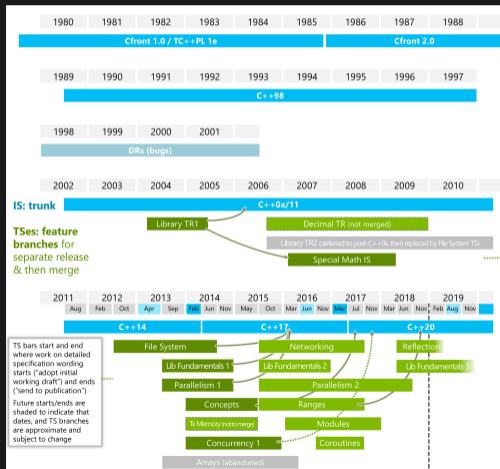 1980 1981 1982 1983 1984 1985 1986 1987 1988
Cfront 1.0 / TC++PL 1e Cfront 2.0
1989 1990 1991 1992 1993 1994 1995 1996 1997
C++98
1998 1999 2000 2001
DRs (bugs)
2002 2003 2004 2005 2006 2007 2008 2009 2010
IS: trunk C++0x/11
TSes: feature
branches for
separate release
& then merge
Library TR1 Decimal TR (not merged)
Library TR2 (deferred to post-C++0x, then replaced by File System TS)
Special Math IS
2011 2012 2013 2014 2015 2016 2017 2018 2019
Aug Feb Oct Apr Sep Feb Jun Nov May Oct Mar Jun Nov Mar Jul Nov Mar Jun Nov Feb Aug Nov
C++14 C++17 C++20
TS bars start and end
where work on detailed
specification wording
starts ("adopt initial
working draft") and ends
("send to publication")
Future starts/ends are
shaded to indicate that
dates, and TS branches
are approximate and
subject to change
File System Networking Reflection
Lib Fundamentals 1 Lib Fundamentals 2 Lib Fundamentals 3
Parallelism 1 Parallelism 2
Concepts Ranges
Tx Memory (not to merge) Modules
Concurrency 1 Coroutines
Arrays (abandoned)